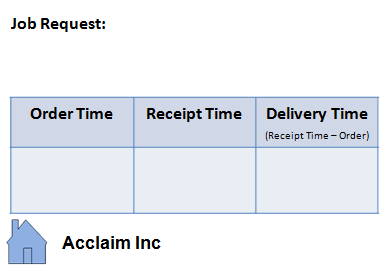 Job Request:
Order Time Receipt Time Delivery Time
(Receipt Time – Order)
Acclaim Inc